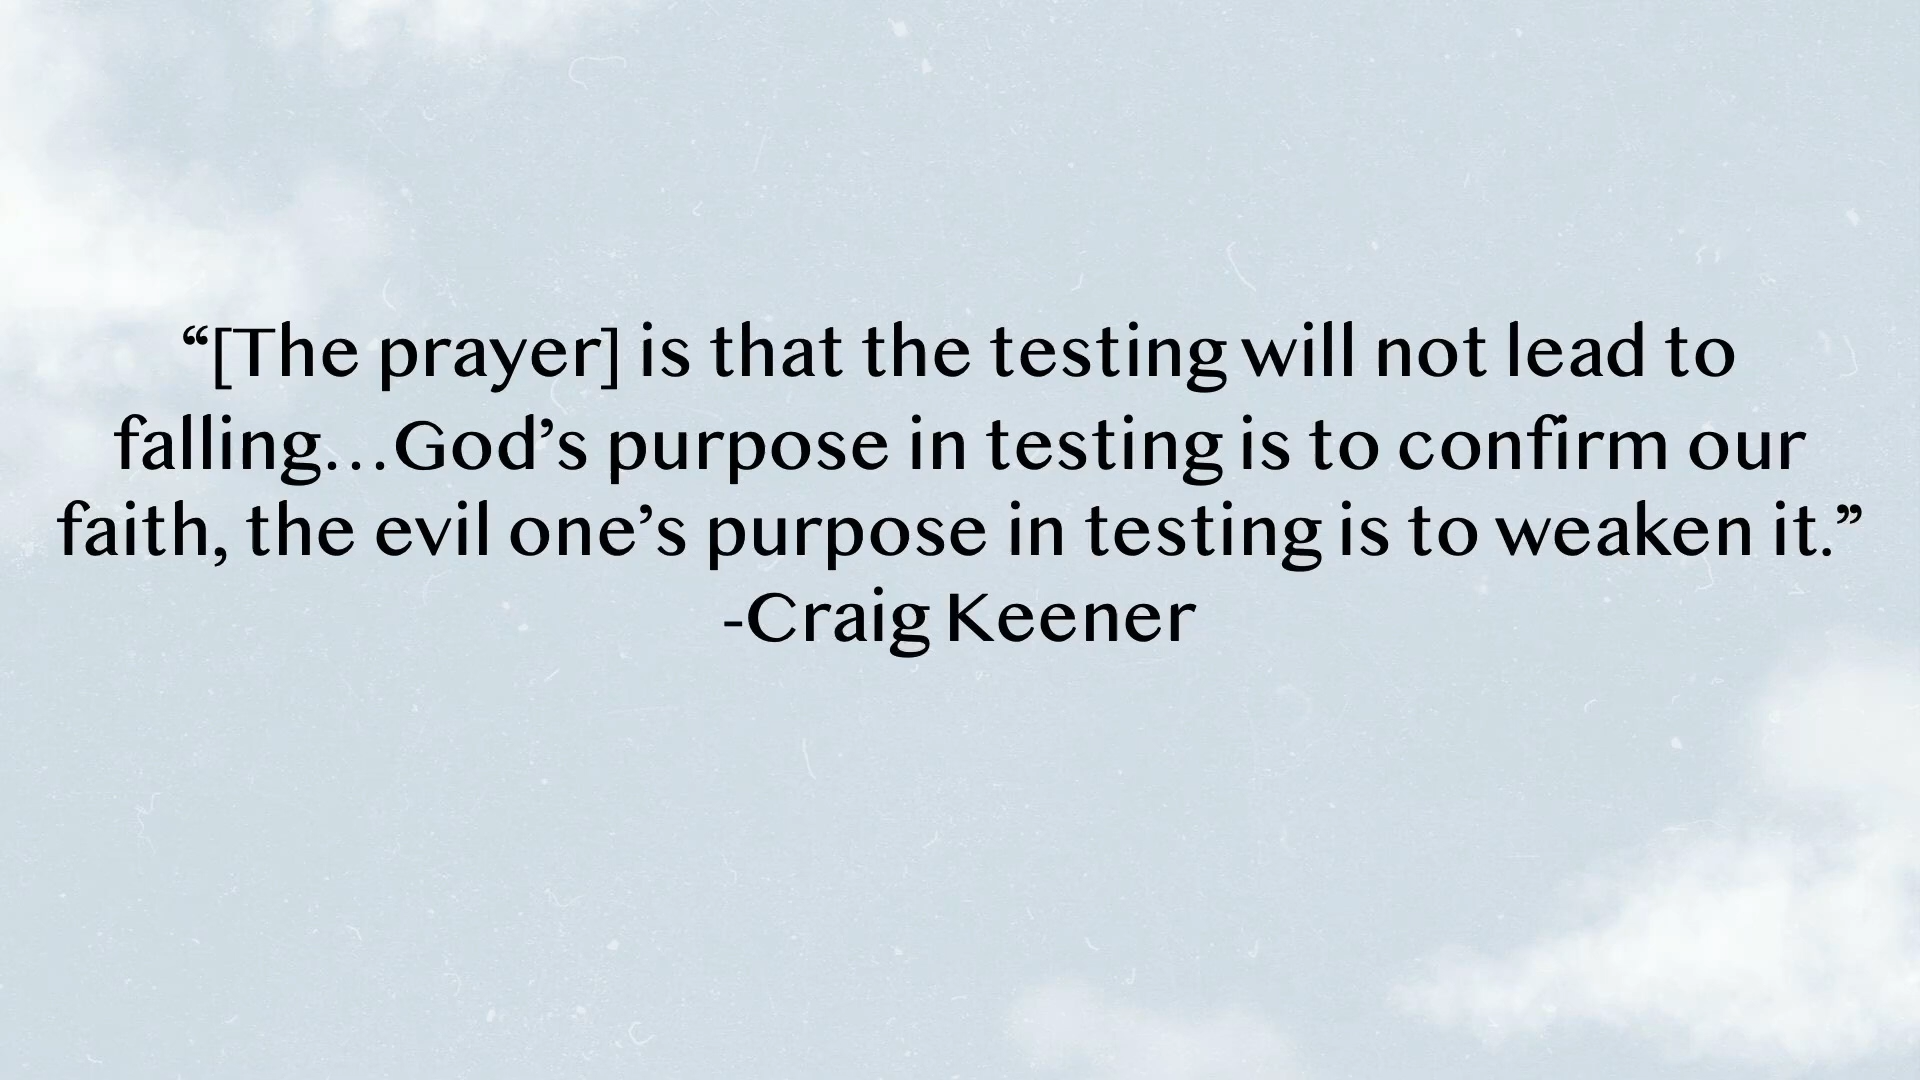 “[The prayer] is that the testing will not lead to
falling…God’s purpose in testing is to confirm our
faith, the evil one’s purpose in testing is to weaken it.”
-Craig Keener